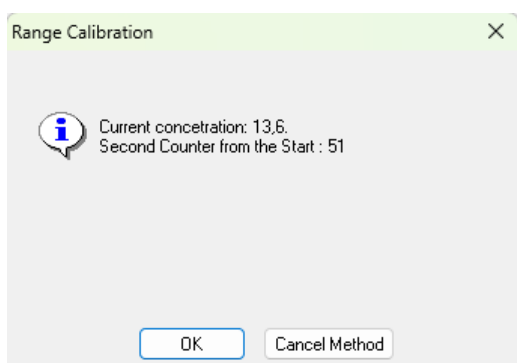 Range Calibration
Current concetration: 13,6.
Second Counter from the Start : 51
OK
Cancel Method